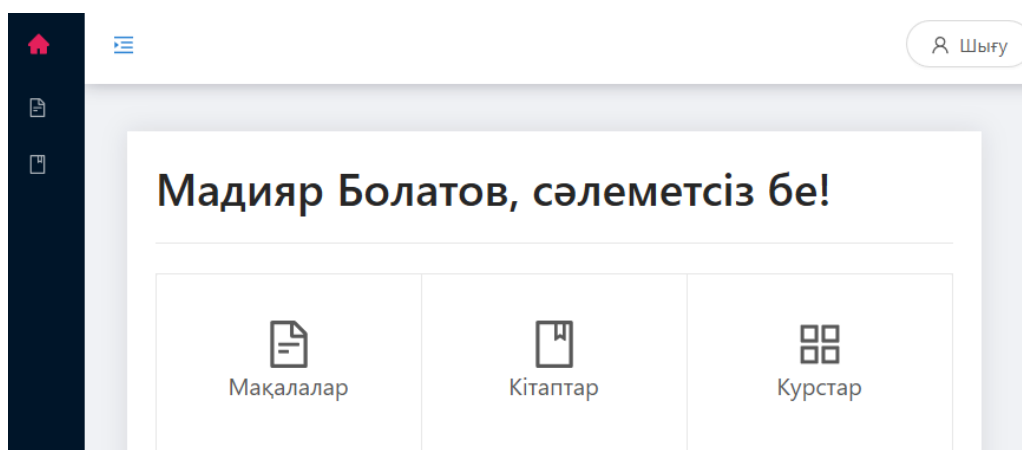 Шығу
Мадияр Болатов, сәлеметсіз бе!
Мақалалар
Кітаптар
Курстар